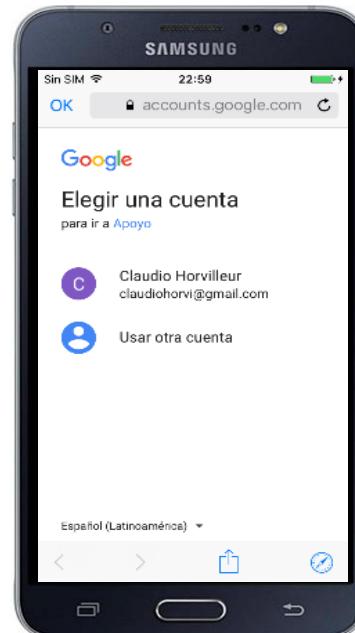 SAMSUNG
Sin SIM 22:59
OK accounts.google.com
Google
Elegir una cuenta
para ir a Apoyo
C
Claudio Horvilleur
claudiohorvi@gmail.com
Usar otra cuenta
Español (Latinoamérica)